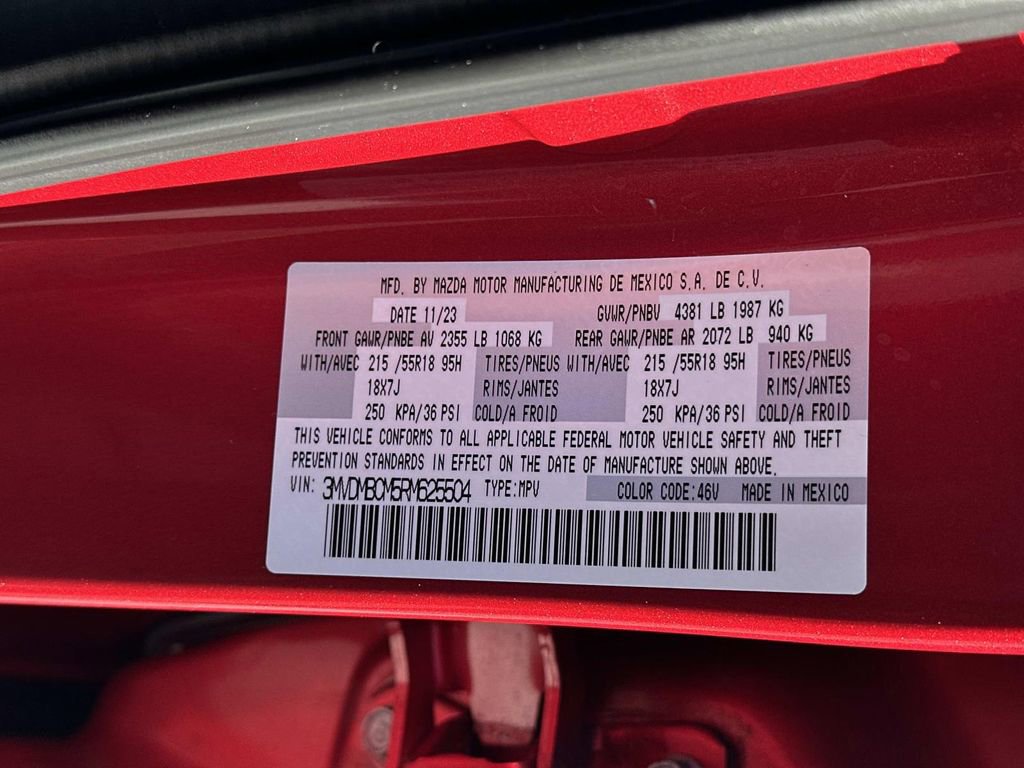 MFD. BY MAZDA MOTOR MANUFACTURING DE MEXICO S.A. DE C.V.
DATE 11/23 GVWR/PNBV 4381 LB 1987 KG
FRONT GAWR/PNBE AV 2355 LB 1068 KG REAR GAWR/PNBE AR 2072 LB 940 KG
WITH/AVEC 215 /55R18 95H TIRES/PNEUS WITH/AVEC 215 /55R18 95H TIRES/PNEUS
18X7J RIMS/JANTES 18X7J RIMS/JANTES
250 KPA/36 PSI COLD/A FROID 250 KPA/36 PSI COLD/A FROID
THIS VEHICLE CONFORMS TO ALL APPLICABLE FEDERAL MOTOR VEHICLE SAFETY AND THEFT
PREVENTION STANDARDS IN EFFECT ON THE DATE OF MANUFACTURE SHOWN ABOVE.
VIN: 3MVDMBCM5RM625504 TYPE:MPV COLOR CODE:46V MADE IN MEXICO